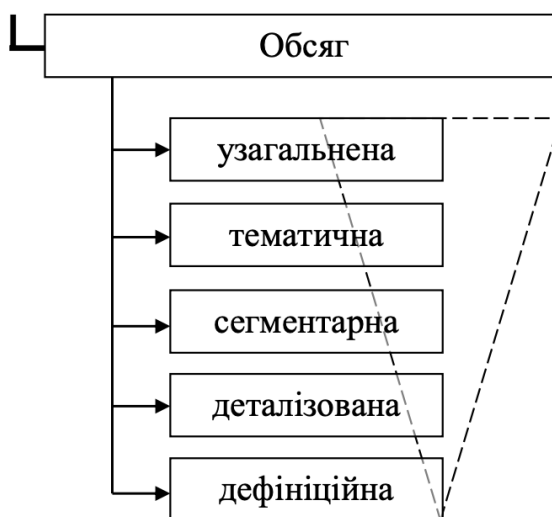 Обсяг
узагальнена
тематична
сегментарна
деталізована
дефініційна